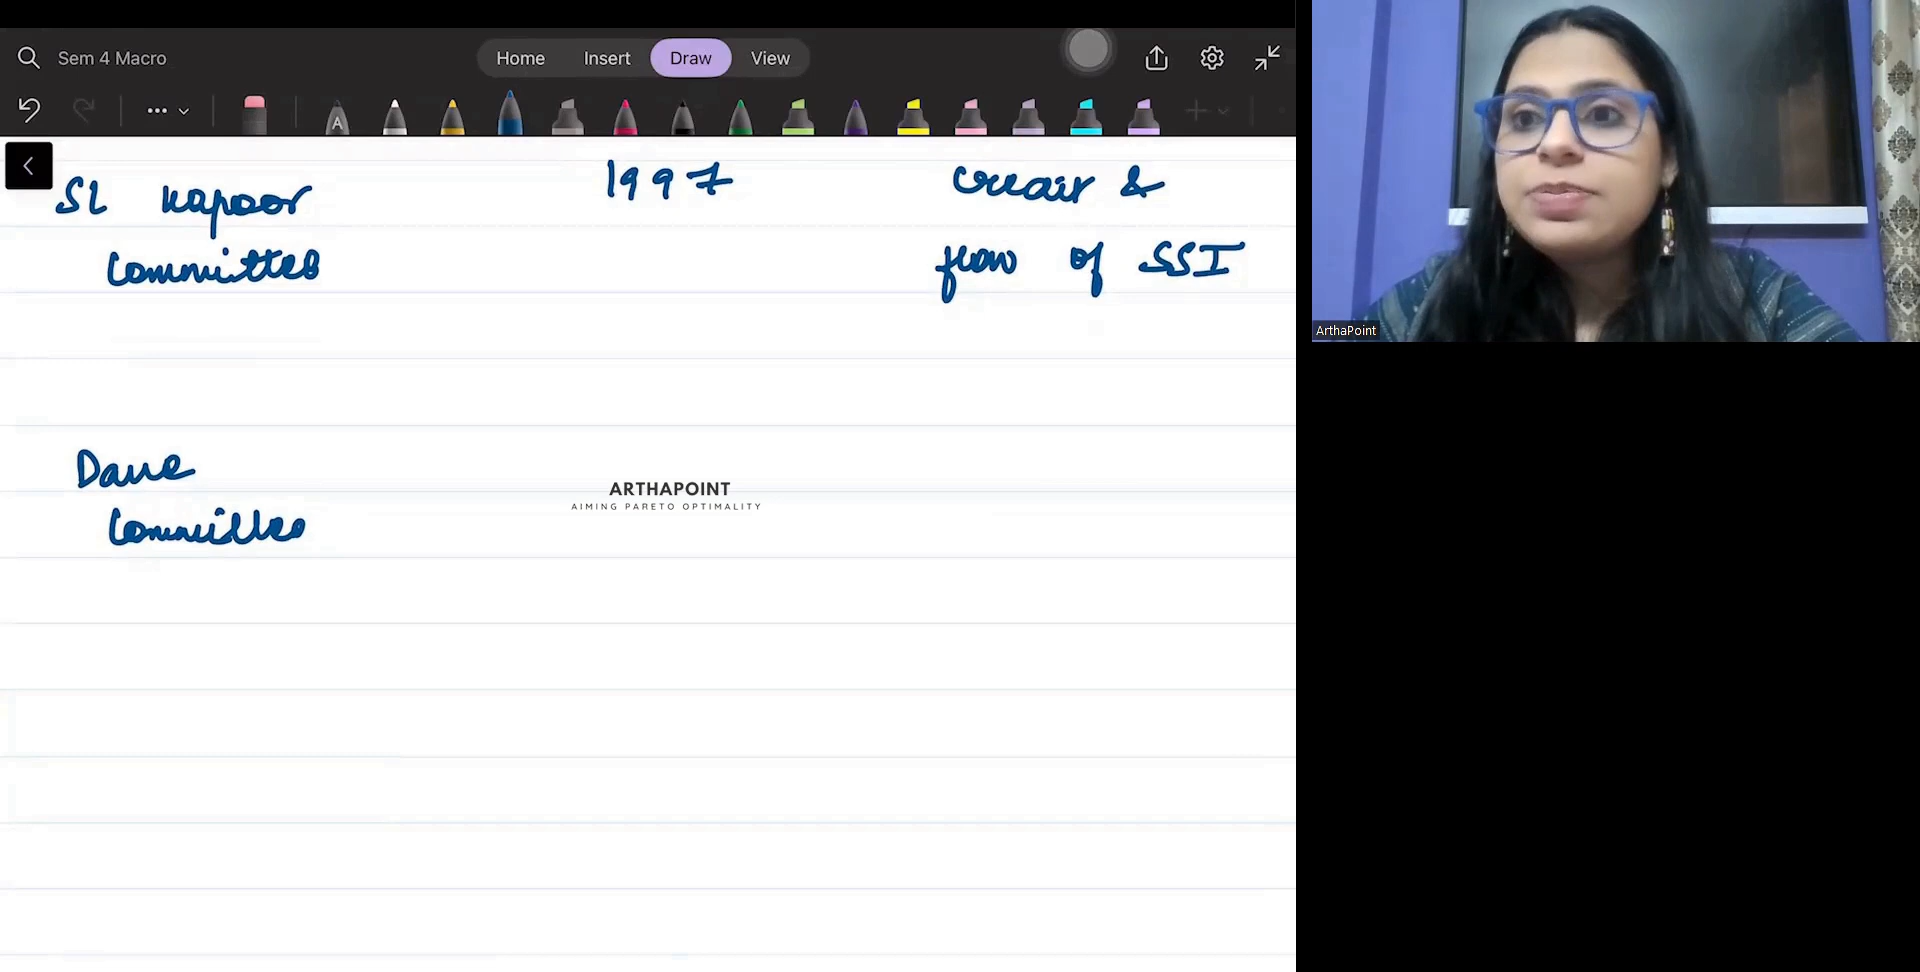 Sem 4 Macro
Home Insert Draw View
A
SL Kapoor 1997 credit &
Committee flow of SSI
Dave
Committee
ARTHAPOINT
AIMING PARETO OPTIMALITY
ArthaPoint